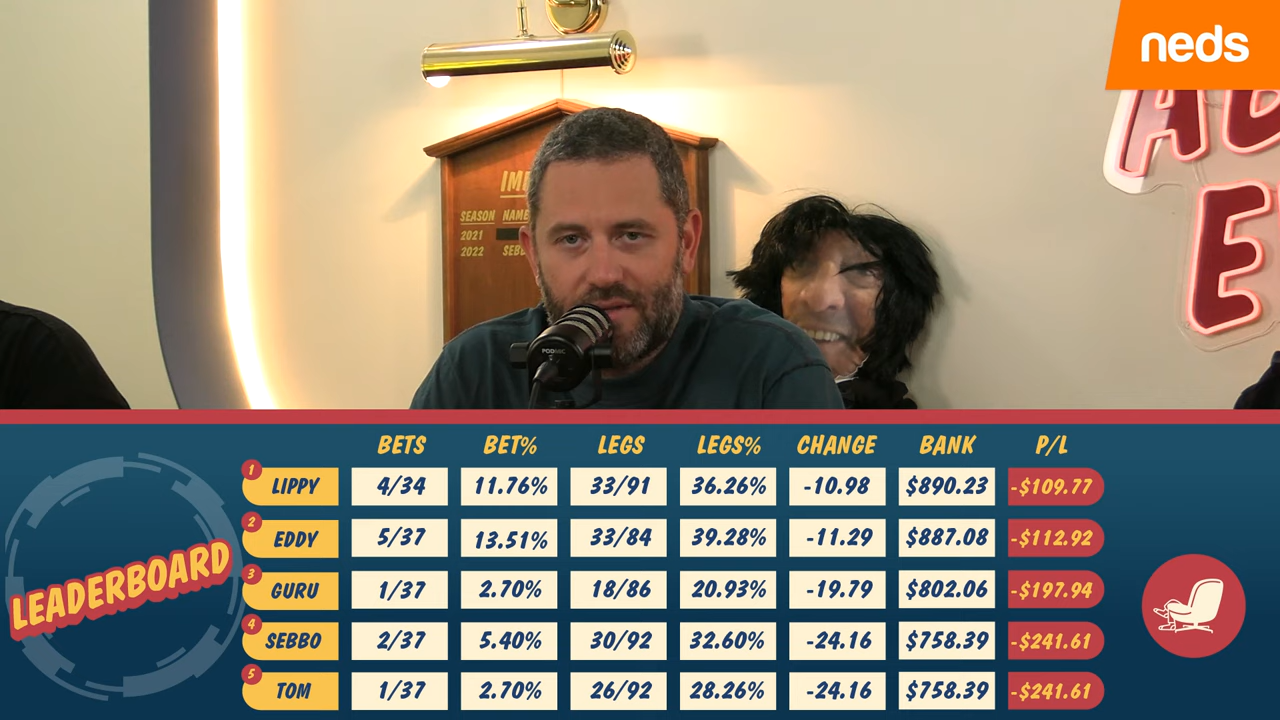 neds
SEASON NAME
2021
2022 SEBB
PODMIC
BETS BET% LEGS LEGS% CHANGE BANK P/L
1 LIPPY 4/34 11.76% 33/91 36.26% -10.98 $890.23 -$109.77
2 EDDY 5/37 13.51% 33/84 39.28% -11.29 $887.08 -$112.92
3 GURU 1/37 2.70% 18/86 20.93% -19.79 $802.06 -$197.94
4 SEBBO 2/37 5.40% 30/92 32.60% -24.16 $758.39 -$241.61
5 TOM 1/37 2.70% 26/92 28.26% -24.16 $758.39 -$241.61
LEADERBOARD